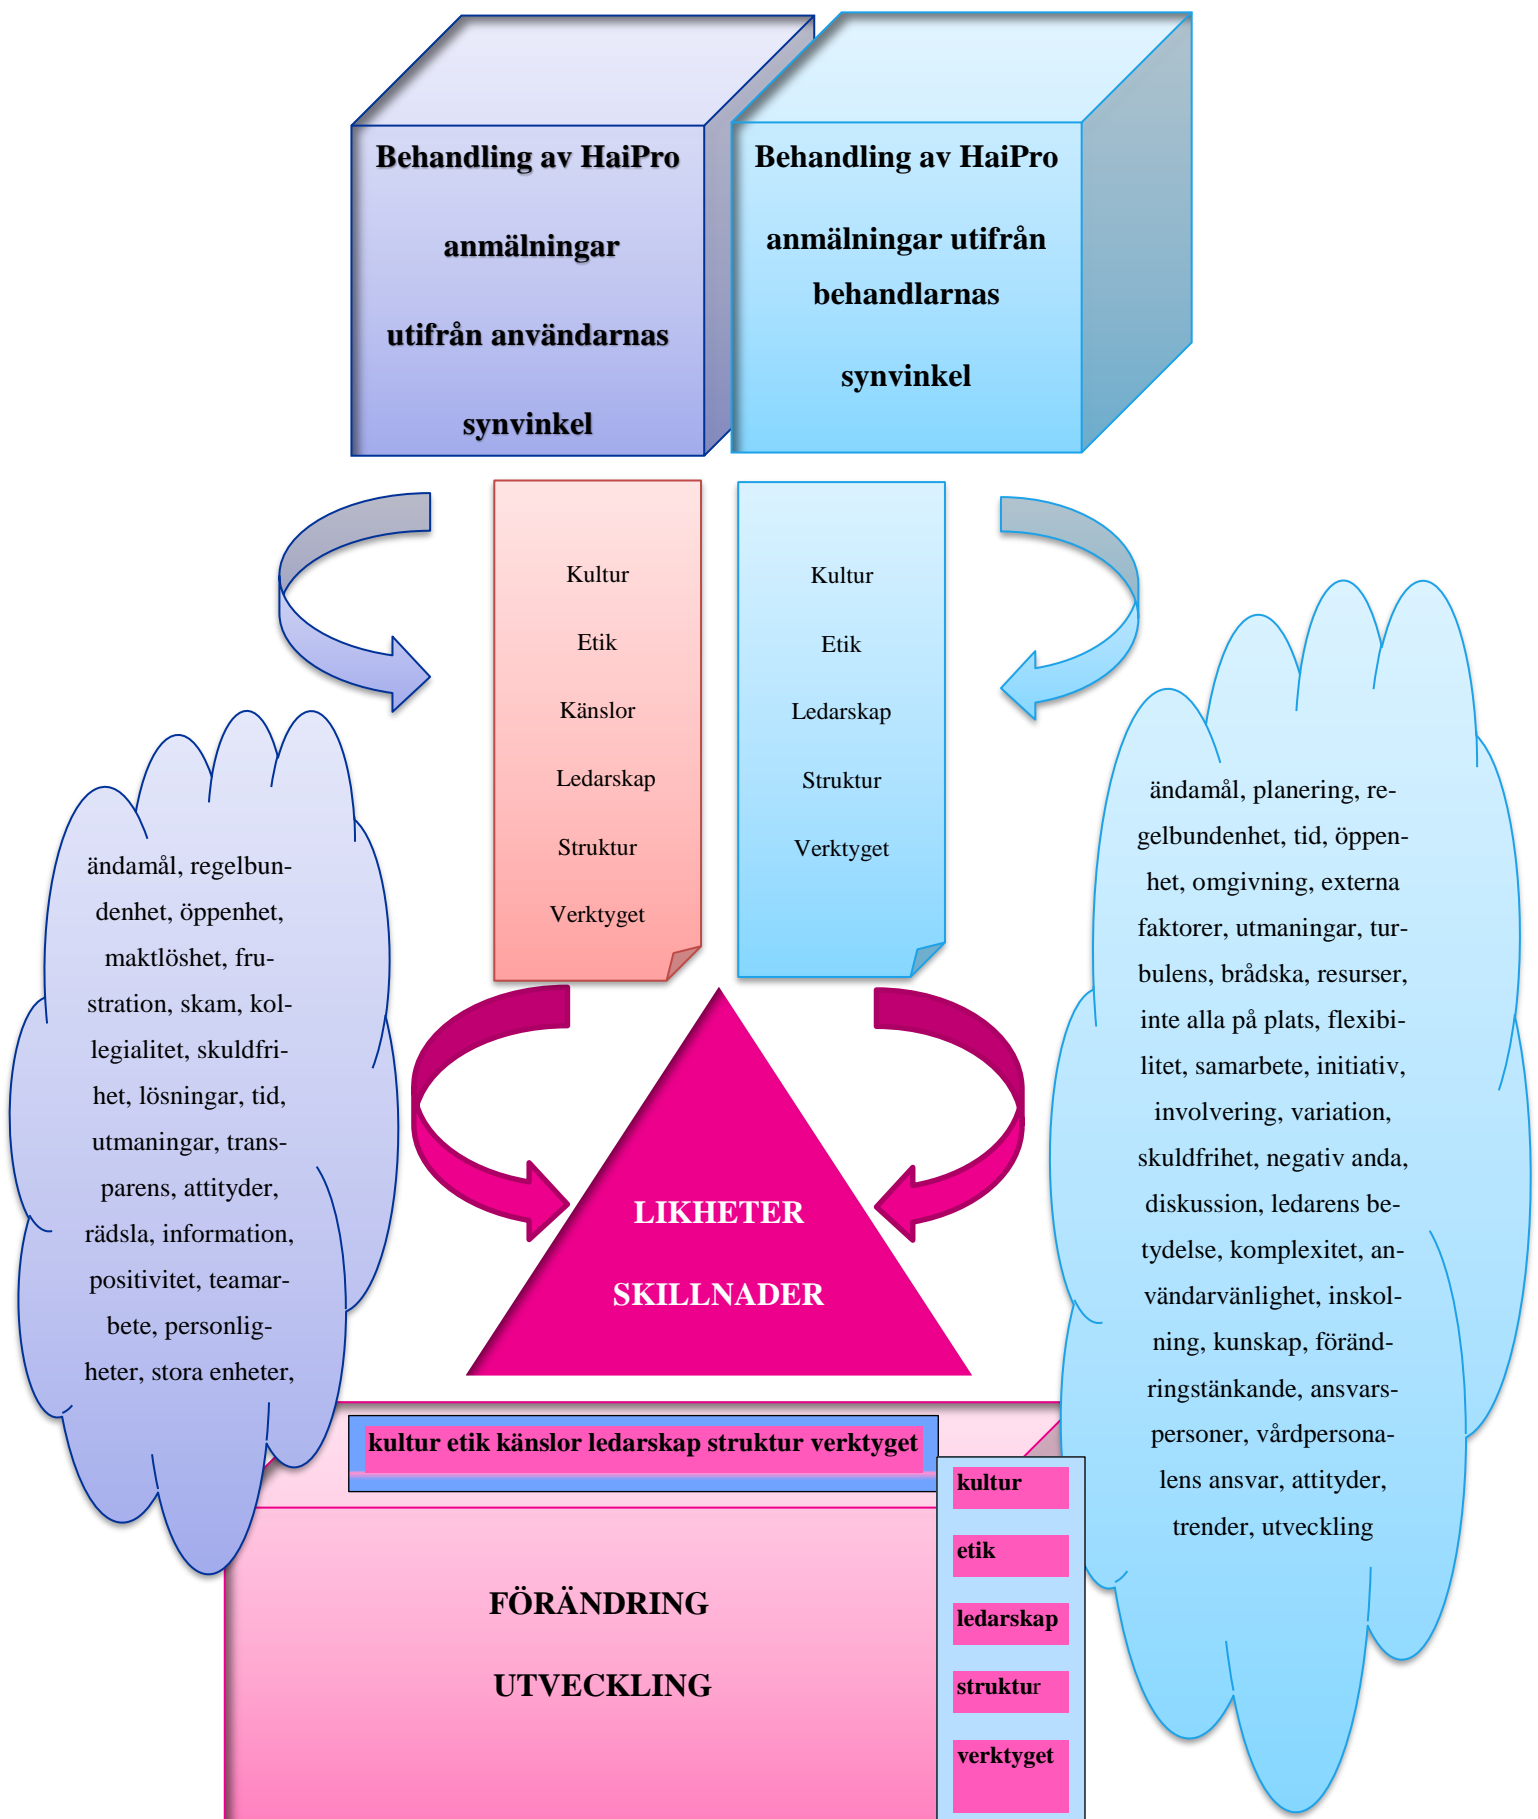 Behandling av HaiPro
anmälningar
utifrån användarnas
synvinkel
Behandling av HaiPro
anmälningar utifrån
behandlarnas
synvinkel
Kultur
Etik
Känslor
Ledarskap
Struktur
Verktyget
Kultur
Etik
Ledarskap
Struktur
Verktyget
ändamål, regelbun-
denhet, öppenhet,
maktlöshet, fru-
stration, skam, kol-
legialitet, skuldfri-
het, lösningar, tid,
utmaningar, trans-
parens, attityder,
rädsla, information,
positivitet, teamar-
bete, personlig-
heter, stora enheter,
ändamål, planering, re-
gelbundenhet, tid, öppen-
het, omgivning, externa
faktorer, utmaningar, tur-
bulens, brådska, resurser,
inte alla på plats, flexibi-
litet, samarbete, initiativ,
involvering, variation,
skuldfrihet, negativ anda,
diskussion, ledarens be-
tydelse, komplexitet, an-
vändarvänlighet, inskol-
ning, kunskap, föränd-
ringstänkande, ansvars-
personer, vårdpersona-
lens ansvar, attityder,
trender, utveckling
LIKHETER
SKILLNADER
kultur etik känslor ledarskap struktur verktyget
kultur
etik
ledarskap
struktur
verktyget
FÖRÄNDRING
UTVECKLING